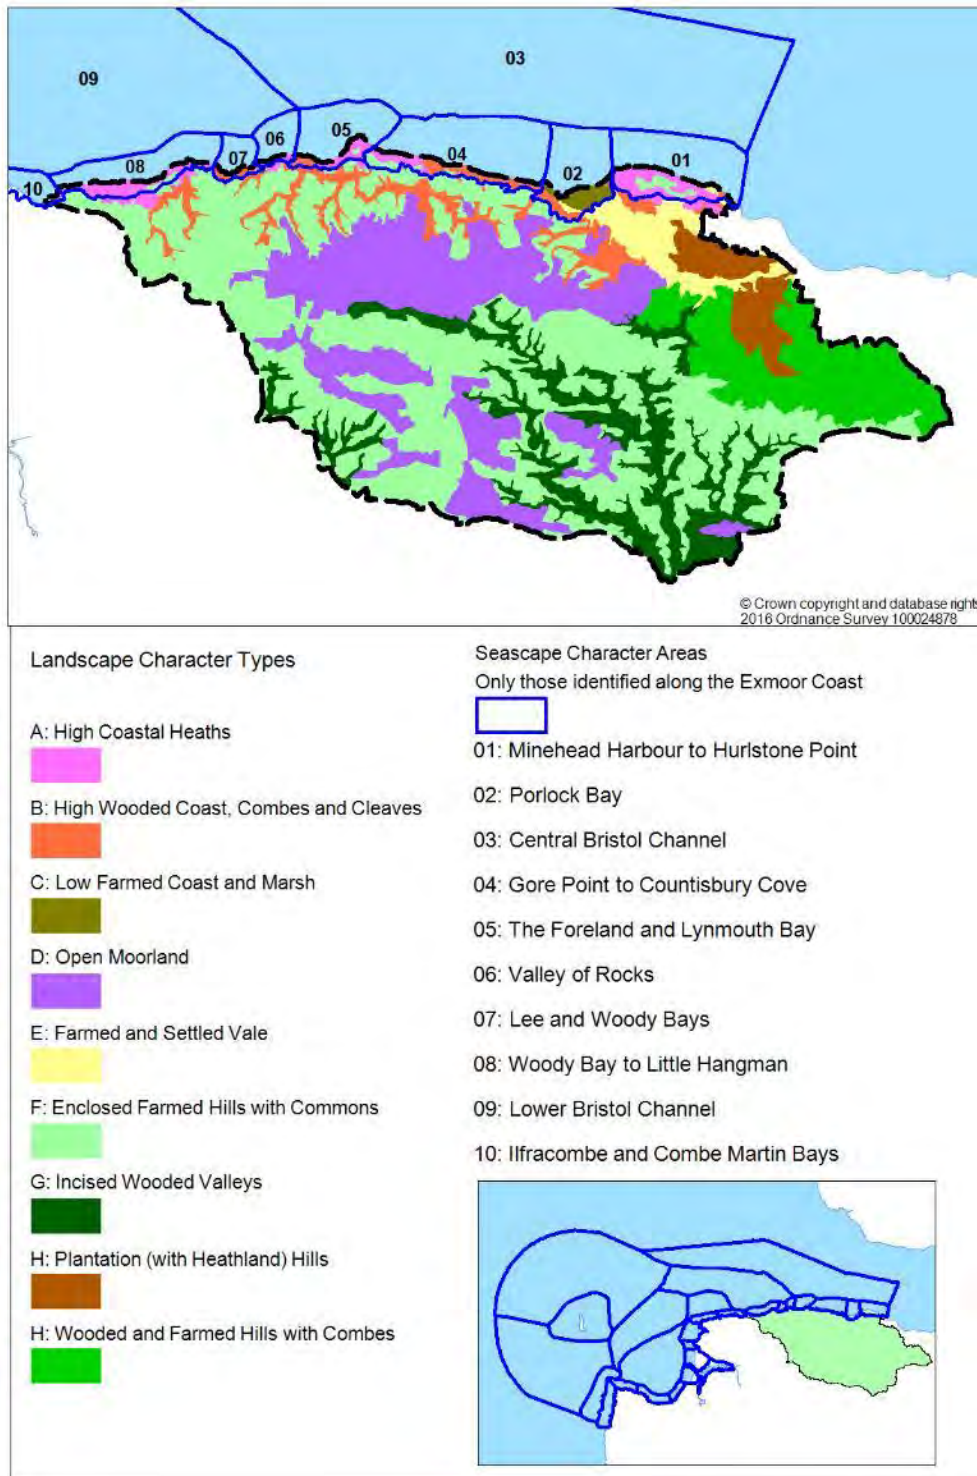 09
03
06
05
08
07
04
02
01
10
© Crown copyright and database rights
2016 Ordnance Survey 100024878
Landscape Character Types
A: High Coastal Heaths
B: High Wooded Coast, Combes and Cleaves
C: Low Farmed Coast and Marsh
D: Open Moorland
E: Farmed and Settled Vale
F: Enclosed Farmed Hills with Commons
G: Incised Wooded Valleys
H: Plantation (with Heathland) Hills
H: Wooded and Farmed Hills with Combes
Seascape Character Areas
Only those identified along the Exmoor Coast
01: Minehead Harbour to Hurlstone Point
02: Porlock Bay
03: Central Bristol Channel
04: Gore Point to Countisbury Cove
05: The Foreland and Lynmouth Bay
06: Valley of Rocks
07: Lee and Woody Bays
08: Woody Bay to Little Hangman
09: Lower Bristol Channel
10: Ilfracombe and Combe Martin Bays